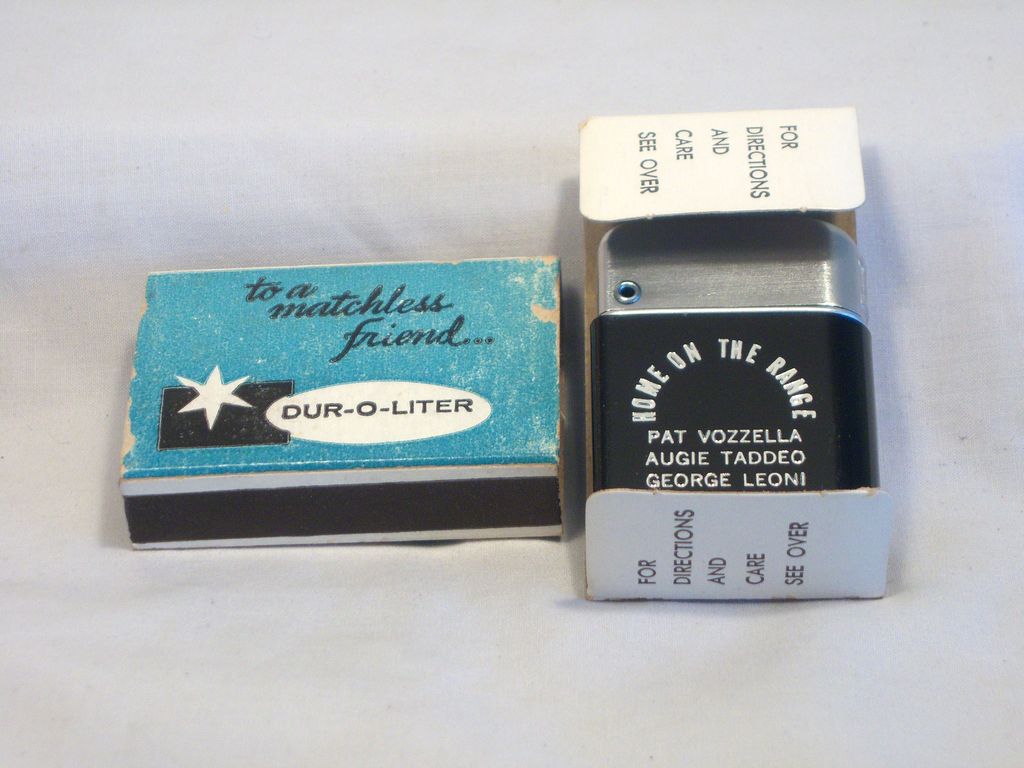 to a
matchless
friend...
DUR-O-LITER
FOR
DIRECTIONS
AND
CARE
SEE OVER
HOME ON THE RANGE
PAT VOZZELLA
AUGIE TADDEO
GEORGE LEONI
FOR
DIRECTIONS
AND
CARE
SEE OVER